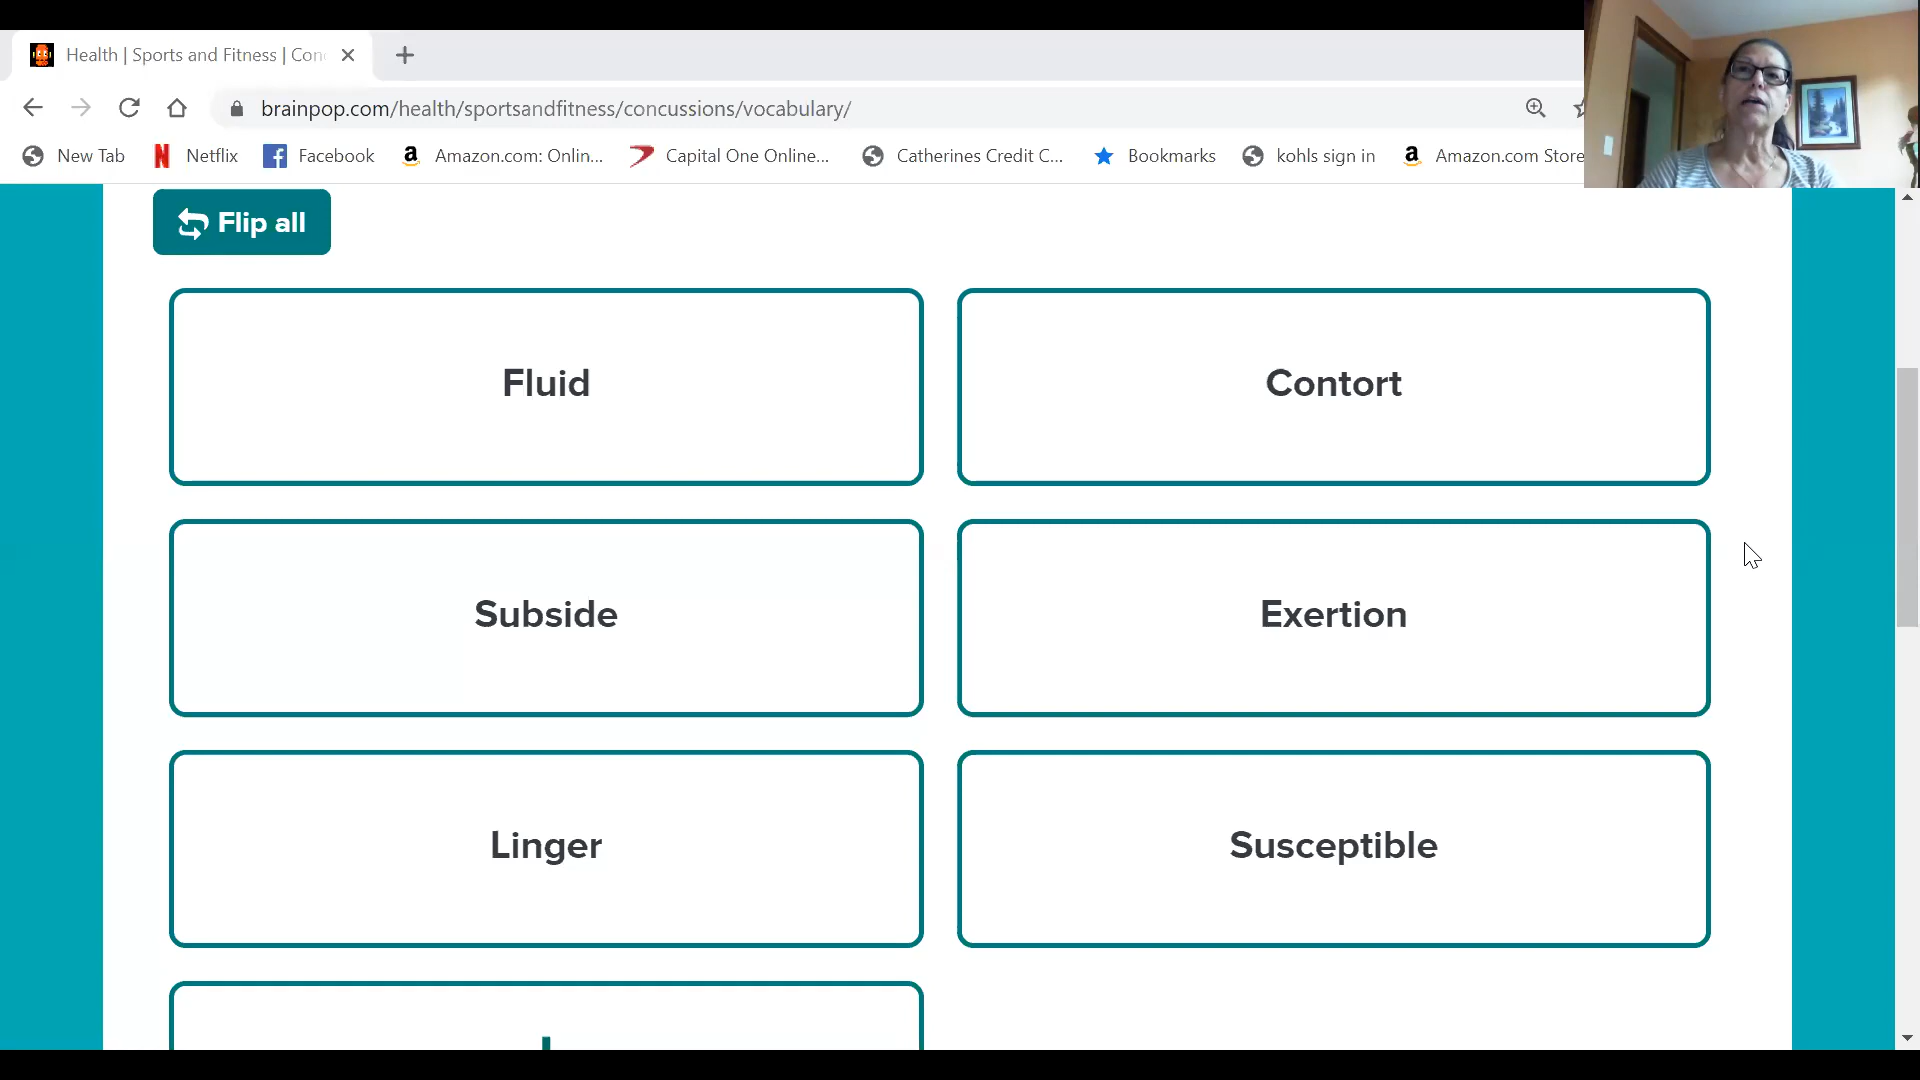 Health | Sports and Fitness | Con
brainpop.com/health/sportsandfitness/concussions/vocabulary/
New Tab
Netflix
Facebook
Amazon.com: Onlin...
Capital One Online...
Catherines Credit C...
Bookmarks
kohls sign in
Amazon.com Store
Flip all
Fluid
Contort
Subside
Exertion
Linger
Susceptible